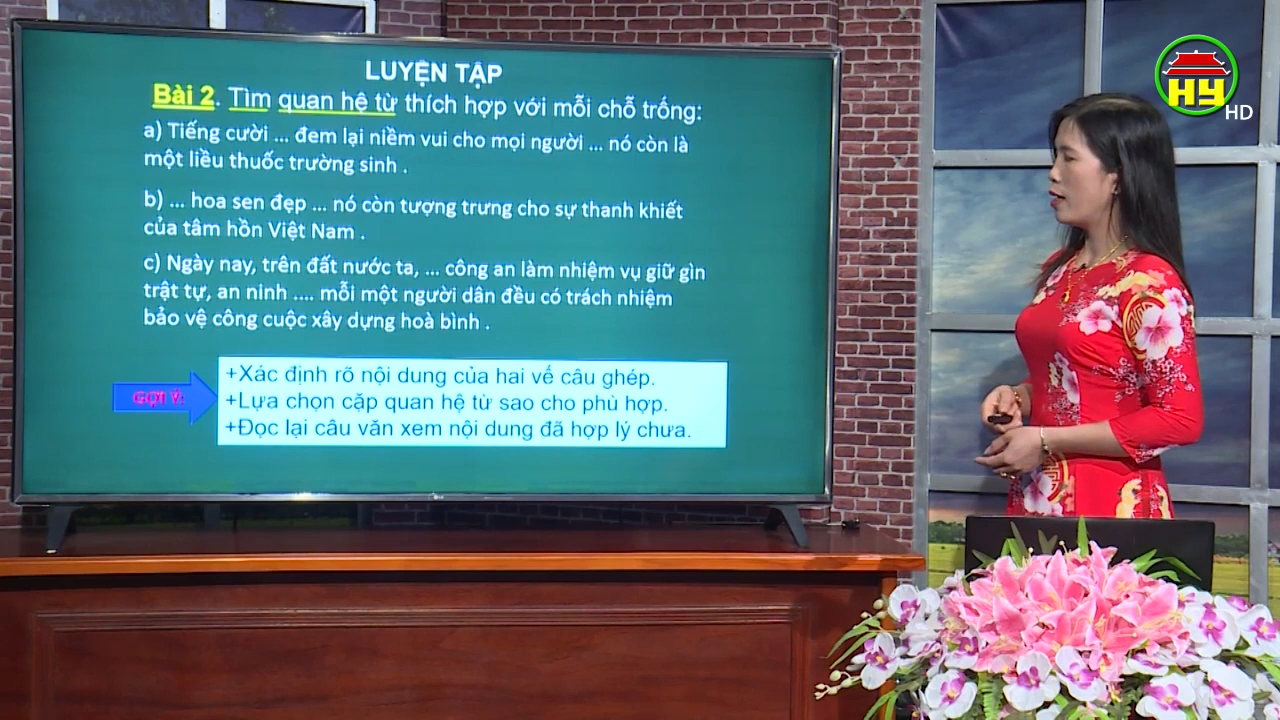 LUYỆN TẬP
Bài 2. Tìm quan hệ từ thích hợp với mỗi chỗ trống:
a) Tiếng cười ... đem lại niềm vui cho mọi người ... nó còn là
một liều thuốc trường sinh .
b) ... hoa sen đẹp ... nó còn tượng trưng cho sự thanh khiết
của tâm hồn Việt Nam .
c) Ngày nay, trên đất nước ta, ... công an làm nhiệm vụ giữ gìn
trật tự, an ninh .... mỗi một người dân đều có trách nhiệm
bảo vệ công cuộc xây dựng hoà bình .
GỢI Ý:
+Xác định rõ nội dung của hai vế câu ghép.
+Lựa chọn cặp quan hệ từ sao cho phù hợp.
+Đọc lại câu văn xem nội dung đã hợp lý chưa.
HY
HD